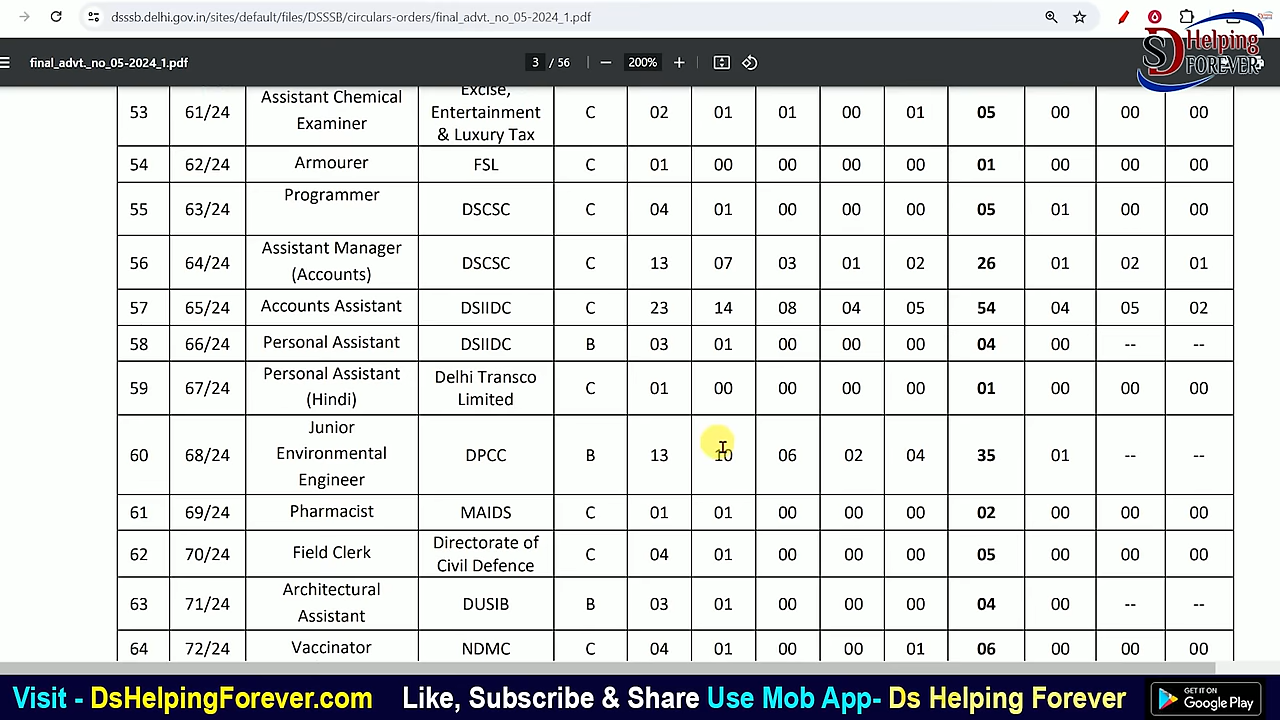 dsssb.delhi.gov.in/sites/default/files/DSSSB/circulars-orders/final_advt._no_05-2024_1.pdf
DS Helping
FOREVER
final_advt._no_05-2024_1.pdf 3 / 56 200%
53 61/24 Assistant Chemical Examiner Excise, Entertainment & Luxury Tax C 02 01 01 00 01 05 00 00 00
54 62/24 Armourer FSL C 01 00 00 00 00 01 00 00 00
55 63/24 Programmer DSCSC C 04 01 00 00 00 05 01 00 00
56 64/24 Assistant Manager (Accounts) DSCSC C 13 07 03 01 02 26 01 02 01
57 65/24 Accounts Assistant DSIIDC C 23 14 08 04 05 54 04 05 02
58 66/24 Personal Assistant DSIIDC B 03 01 00 00 00 04 00 -- --
59 67/24 Personal Assistant (Hindi) Delhi Transco Limited C 01 00 00 00 00 01 00 00 00
60 68/24 Junior Environmental Engineer DPCC B 13 10 06 02 04 35 01 -- --
61 69/24 Pharmacist MAIDS C 01 01 00 00 00 02 00 00 00
62 70/24 Field Clerk Directorate of Civil Defence C 04 01 00 00 00 05 00 00 00
63 71/24 Architectural Assistant DUSIB B 03 01 00 00 00 04 00 -- --
64 72/24 Vaccinator NDMC C 04 01 00 00 01 06 00 00 00
Visit - DsHelpingForever.com Like, Subscribe & Share Use Mob App- Ds Helping Forever
GET IT ON
Google Play